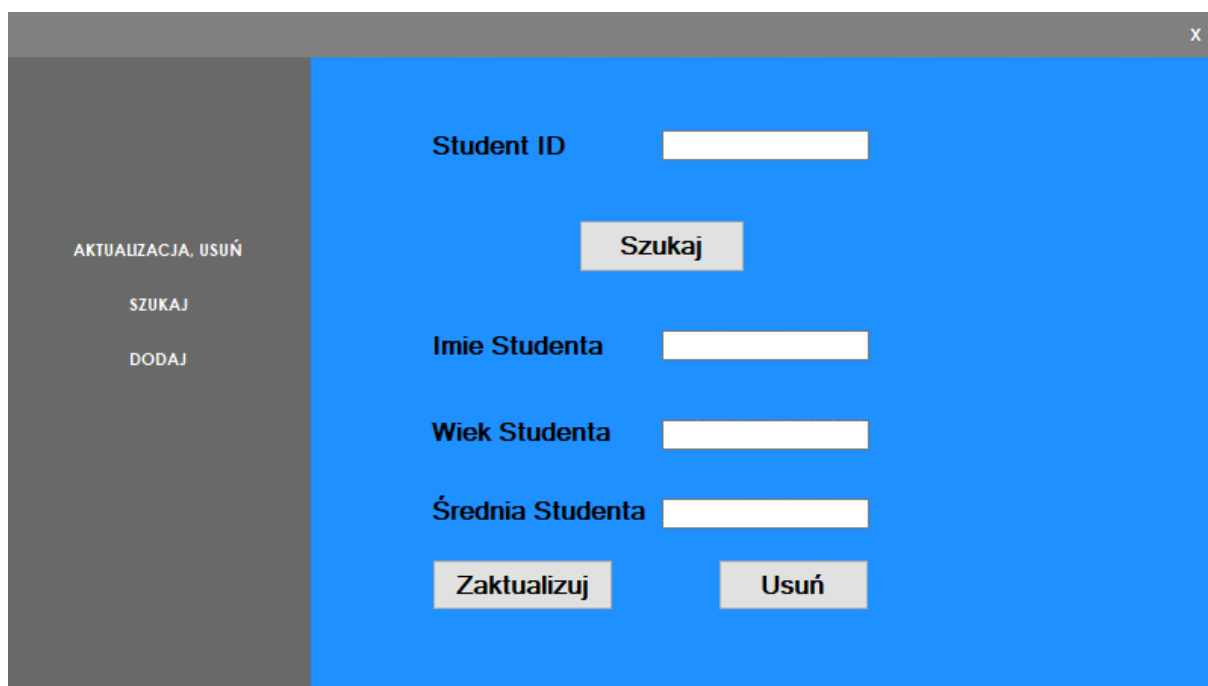 X
AKTUALIZACJA, USUŃ
SZUKAJ
DODAJ
Student ID
Szukaj
Imie Studenta
Wiek Studenta
Średnia Studenta
Zaktualizuj
Usuń